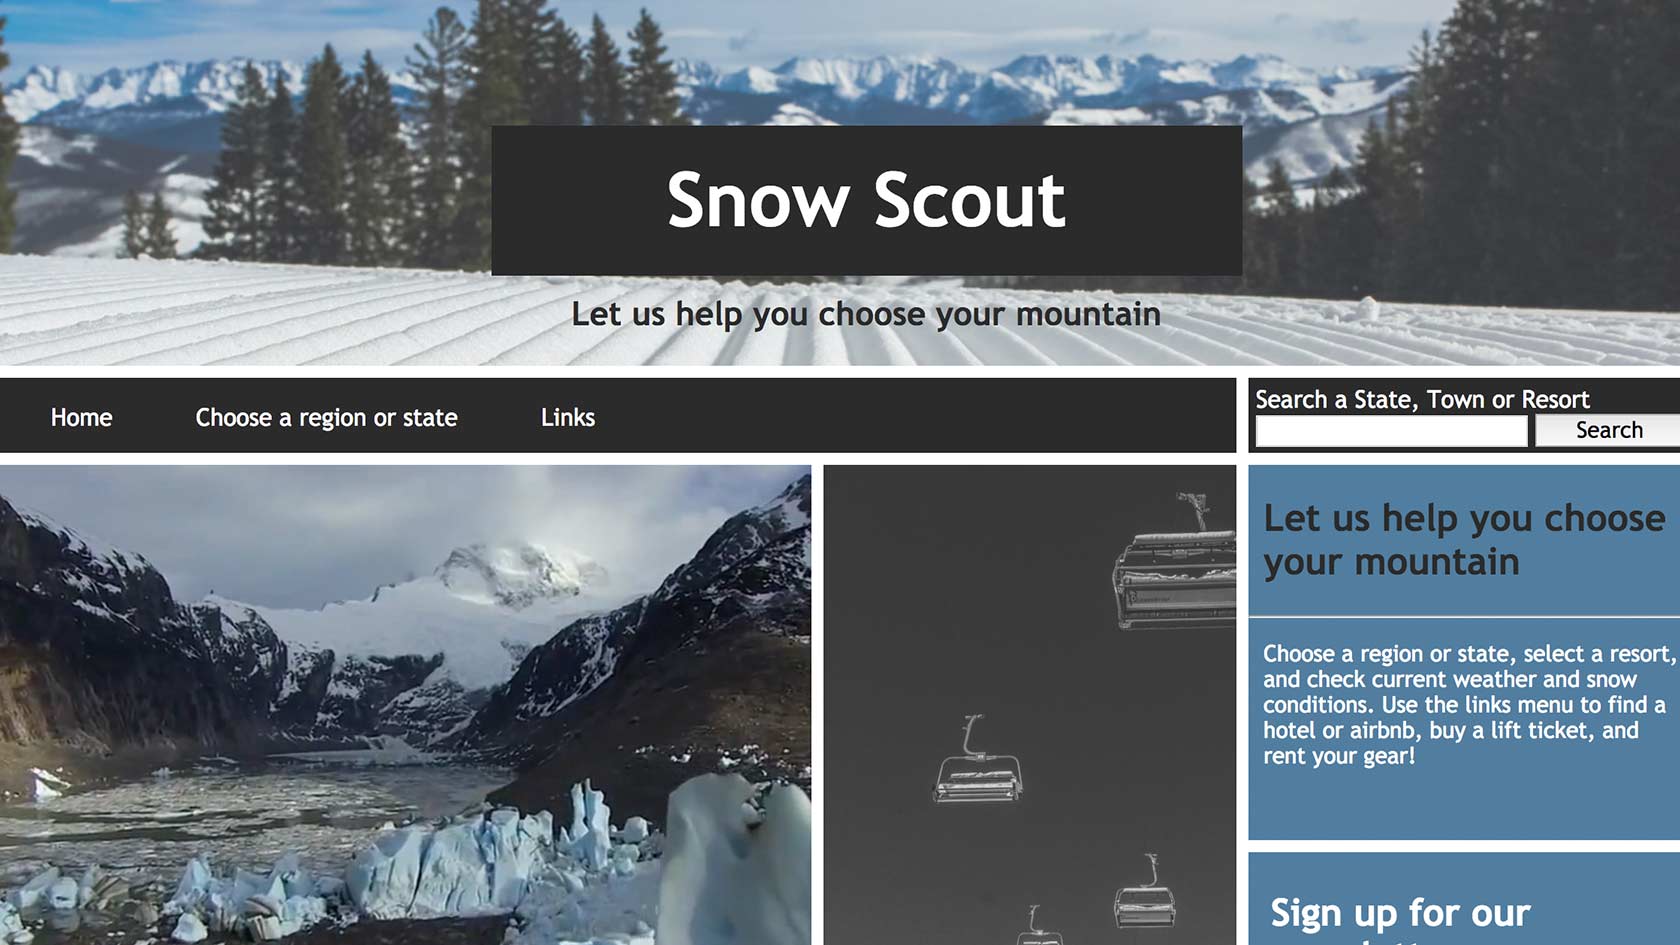 Snow Scout
Let us help you choose your mountain
Home
Choose a region or state
Links
Search a State, Town or Resort
Search
Let us help you choose
your mountain
Choose a region or state, select a resort,
and check current weather and snow
conditions. Use the links menu to find a
hotel or airbnb, buy a lift ticket, and
rent your gear!
Sign up for our